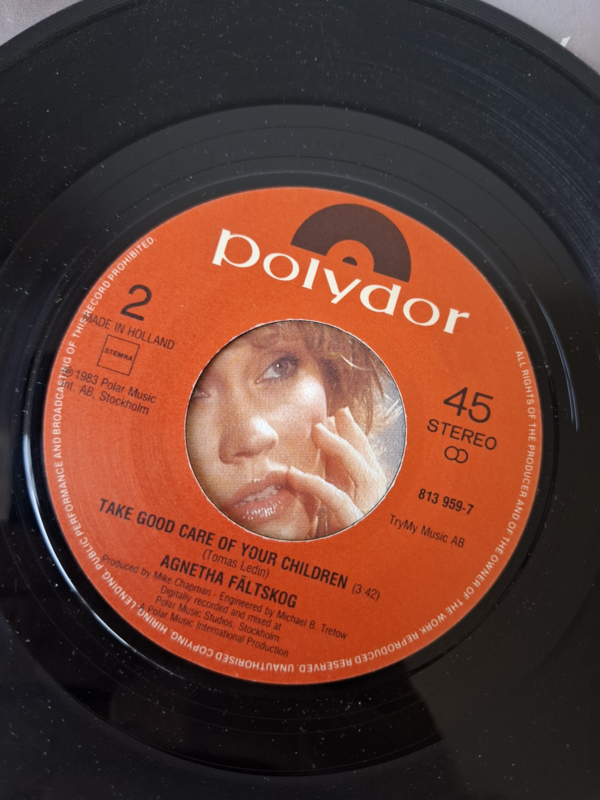 polydor
2
MADE IN HOLLAND
STEMRA
℗ 1983 Polar Music
Int. AB, Stockholm
45
STEREO
813 959-7
TryMy Music AB
TAKE GOOD CARE OF YOUR CHILDREN (3:42)
(Tomas Ledin)
AGNETHA FÄLTSKOG
Produced by Mike Chapman - Engineered by Michael B. Tretow
Digitally recorded and mixed at
Polar Music Studios, Stockholm
A Polar Music International Production
ALL RIGHTS OF THE PRODUCER AND OF THE OWNER OF THE WORK REPRODUCED RESERVED. UNAUTHORISED COPYING, HIRING, LENDING, PUBLIC PERFORMANCE AND BROADCASTING OF THIS RECORD PROHIBITED.